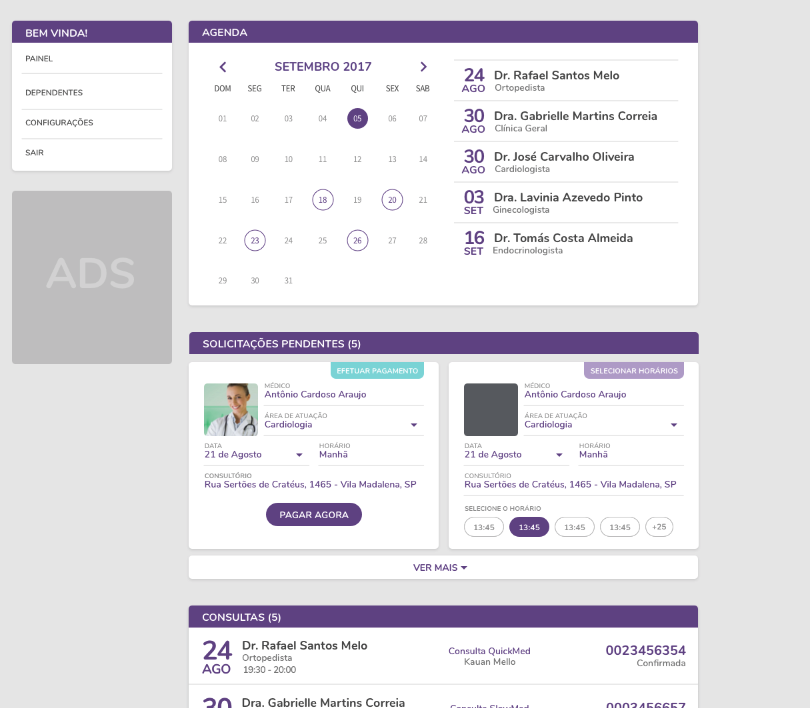 BEM VINDA!
PAINEL
DEPENDENTES
CONFIGURAÇÕES
SAIR
ADS
AGENDA
SETEMBRO 2017
DOM SEG TER QUA QUI SEX SAB
01 02 03 04 05 06 07
08 09 10 11 12 13 14
15 16 17 18 19 20 21
22 23 24 25 26 27 28
29 30 31
24 AGO
Dr. Rafael Santos Melo
Ortopedista
30 AGO
Dra. Gabrielle Martins Correia
Clínica Geral
30 AGO
Dr. José Carvalho Oliveira
Cardiologista
03 SET
Dra. Lavinia Azevedo Pinto
Ginecologista
16 SET
Dr. Tomás Costa Almeida
Endocrinologista
SOLICITAÇÕES PENDENTES (5)
EFETUAR PAGAMENTO
MÉDICO
Antônio Cardoso Araujo
ÁREA DE ATUAÇÃO
Cardiologia
DATA HORÁRIO
21 de Agosto Manhã
CONSULTÓRIO
Rua Sertões de Cratéus, 1465 - Vila Madalena, SP
PAGAR AGORA
SELECIONAR HORÁRIOS
MÉDICO
Antônio Cardoso Araujo
ÁREA DE ATUAÇÃO
Cardiologia
DATA HORÁRIO
21 de Agosto Manhã
CONSULTÓRIO
Rua Sertões de Cratéus, 1465 - Vila Madalena, SP
SELECIONE O HORÁRIO
13:45 13:45 13:45 13:45 +25
VER MAIS
CONSULTAS (5)
24 AGO
Dr. Rafael Santos Melo
Ortopedista
19:30 - 20:00
Consulta QuickMed
Kauan Mello
0023456354
Confirmada
30
Dra. Gabrielle Martins Correia
Consulta SlowMed
0003456657